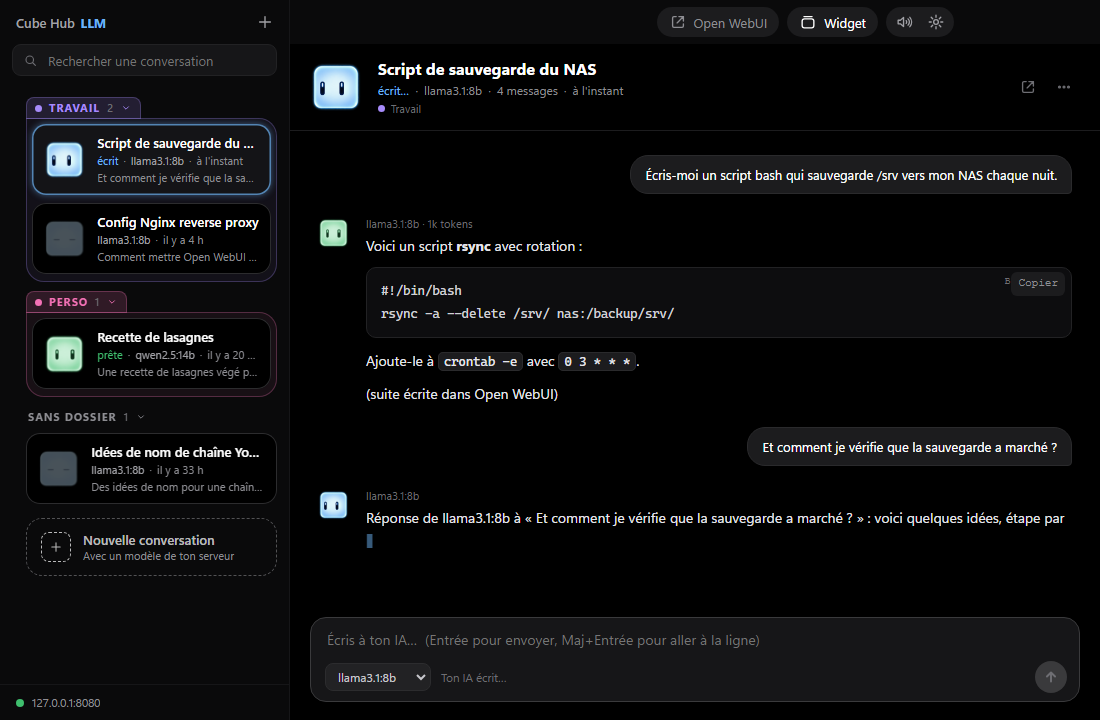 Cube Hub LLM
Rechercher une conversation
TRAVAIL 2
Script de sauvegarde du ...
écrit · llama3.1:8b · à l'instant
Et comment je vérifie que la sa...
Config Nginx reverse proxy
llama3.1:8b · il y a 4 h
Comment mettre Open WebUI ...
PERSO 1
Recette de lasagnes
prête · qwen2.5:14b · il y a 20 ...
Une recette de lasagnes végé p...
SANS DOSSIER 1
Idées de nom de chaîne Yo...
llama3.1:8b · il y a 33 h
Des idées de nom pour une chaîn...
Nouvelle conversation
Avec un modèle de ton serveur
127.0.0.1:8080
Open WebUI
Widget
Script de sauvegarde du NAS
écrit... · llama3.1:8b · 4 messages · à l'instant
Travail
Écris-moi un script bash qui sauvegarde /srv vers mon NAS chaque nuit.
llama3.1:8b · 1k tokens
Voici un script rsync avec rotation :
Copier
#!/bin/bash
rsync -a --delete /srv/ nas:/backup/srv/
Ajoute-le à crontab -e avec 0 3 * * *.
(suite écrite dans Open WebUI)
Et comment je vérifie que la sauvegarde a marché ?
llama3.1:8b
Réponse de llama3.1:8b à « Et comment je vérifie que la sauvegarde a marché ? » : voici quelques idées, étape par
Écris à ton IA... (Entrée pour envoyer, Maj+Entrée pour aller à la ligne)
llama3.1:8b
Ton IA écrit...